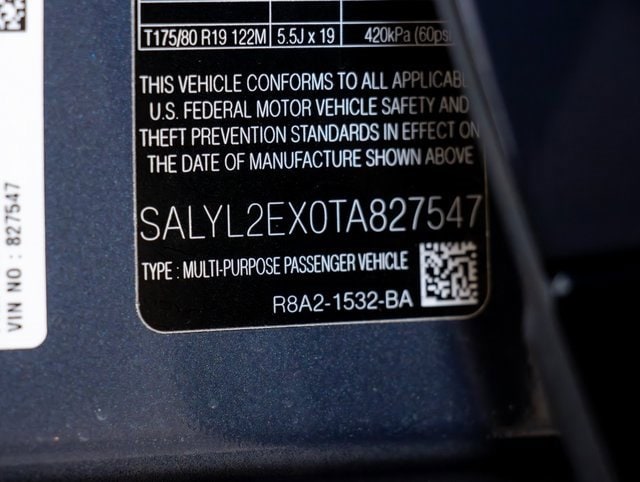 T175/80 R19 122M 5.5J x 19 420kPa (60psi
THIS VEHICLE CONFORMS TO ALL APPLICABL
U.S. FEDERAL MOTOR VEHICLE SAFETY AND
THEFT PREVENTION STANDARDS IN EFFECT ON
THE DATE OF MANUFACTURE SHOWN ABOVE
SALYL2EX0TA827547
TYPE : MULTI-PURPOSE PASSENGER VEHICLE
R8A2-1532-BA
VIN NO : 827547